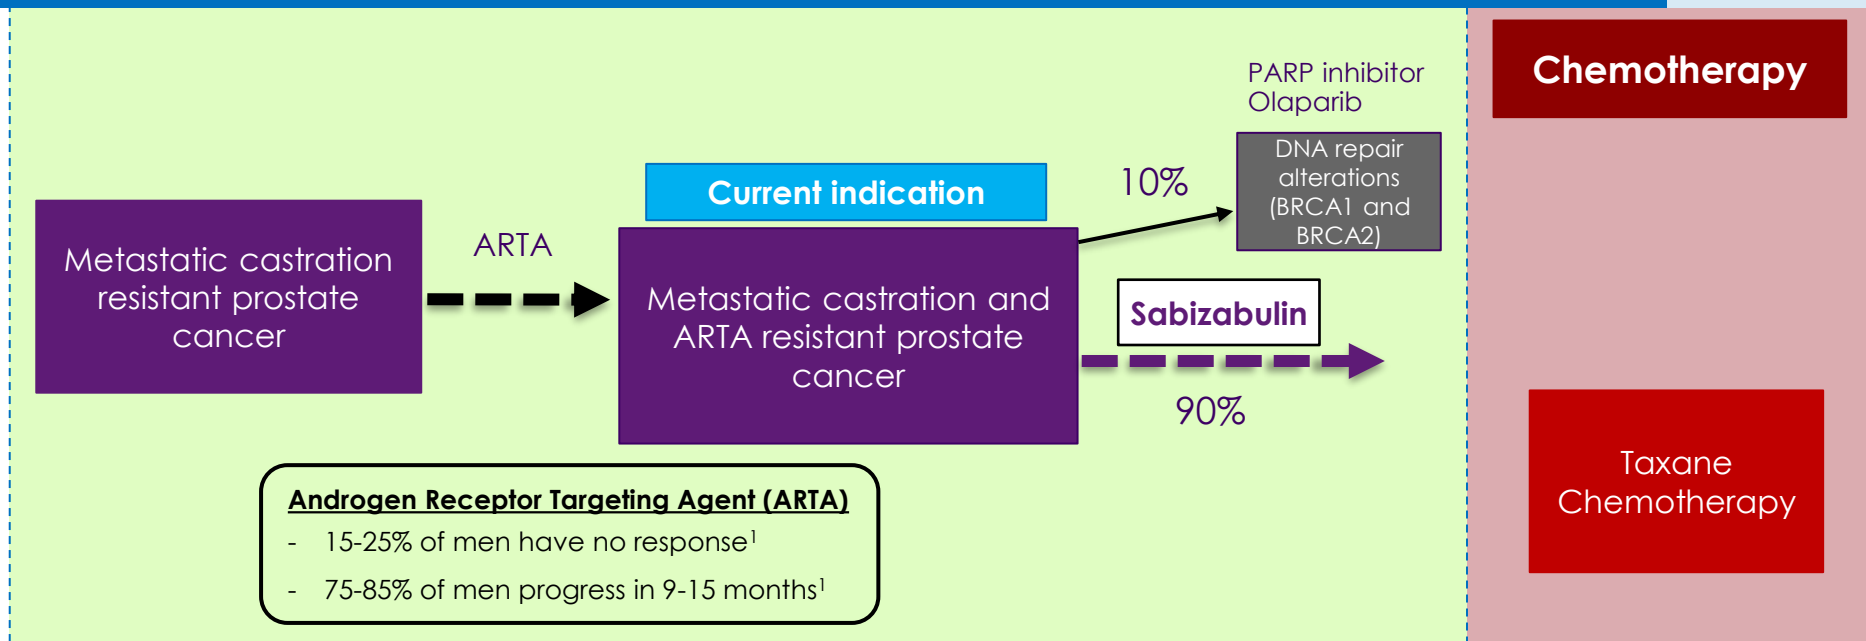 Chemotherapy
PARP inhibitor
Olaparib
DNA repair
alterations
(BRCA1 and
BRCA2)
10%
Current indication
Metastatic castration
resistant prostate
cancer
ARTA
Metastatic castration and
ARTA resistant prostate
cancer
Sabizabulin
90%
Taxane
Chemotherapy
Androgen Receptor Targeting Agent (ARTA)
- 15-25% of men have no response¹
- 75-85% of men progress in 9-15 months¹